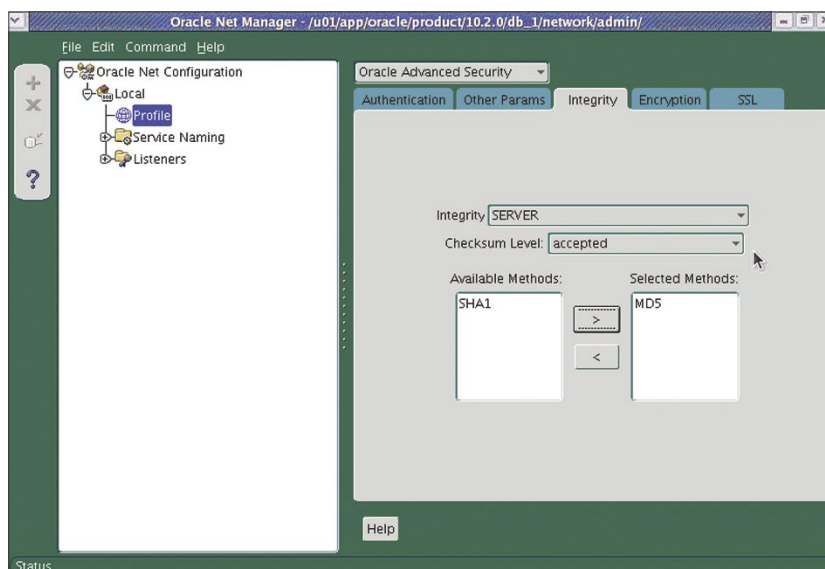 Oracle Net Manager - /u01/app/oracle/product/10.2.0/db_1/network/admin/
File Edit Command Help
Oracle Net Configuration
Local
Profile
Service Naming
Listeners
Oracle Advanced Security
Authentication Other Params Integrity Encryption SSL
Integrity SERVER
Checksum Level: accepted
Available Methods: Selected Methods:
SHA1 MD5
>
<
Help
Status